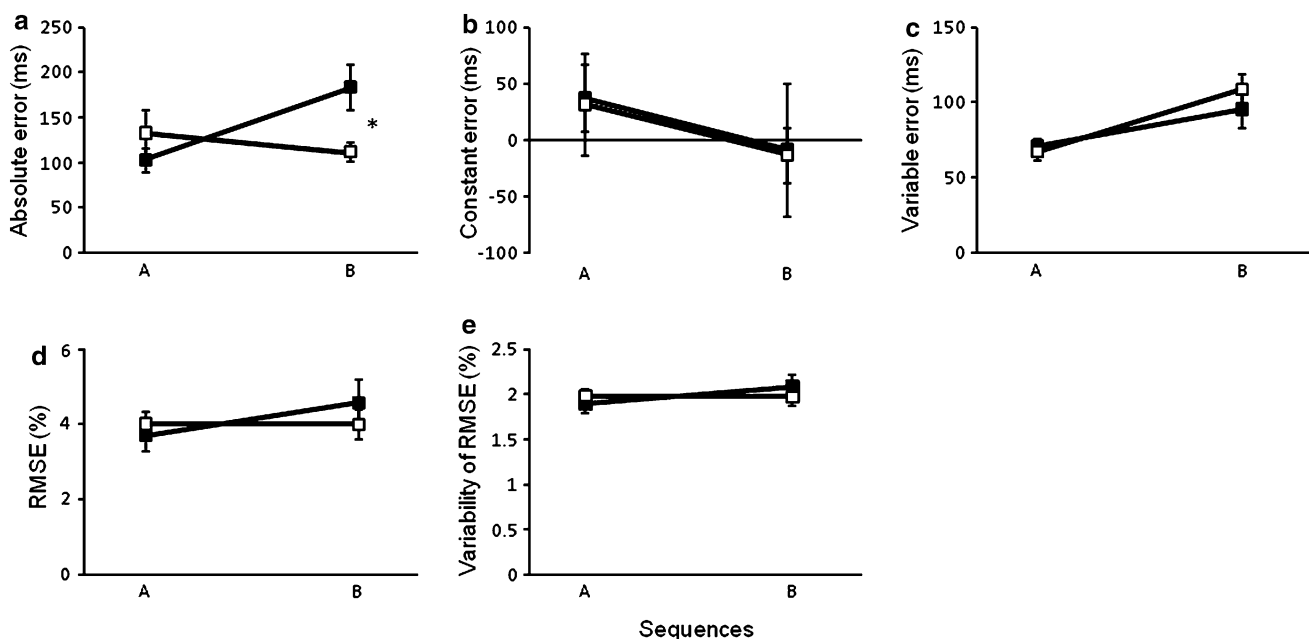 a
Absolute error (ms)
250
200
150
100
50
0
*
A B
b
Constant error (ms)
100
50
0
-50
-100
A B
c
Variable error (ms)
150
100
50
0
A B
d
RMSE (%)
6
4
2
0
A B
e
Variability of RMSE (%)
2.5
2
1.5
1
0.5
0
A B
Sequences